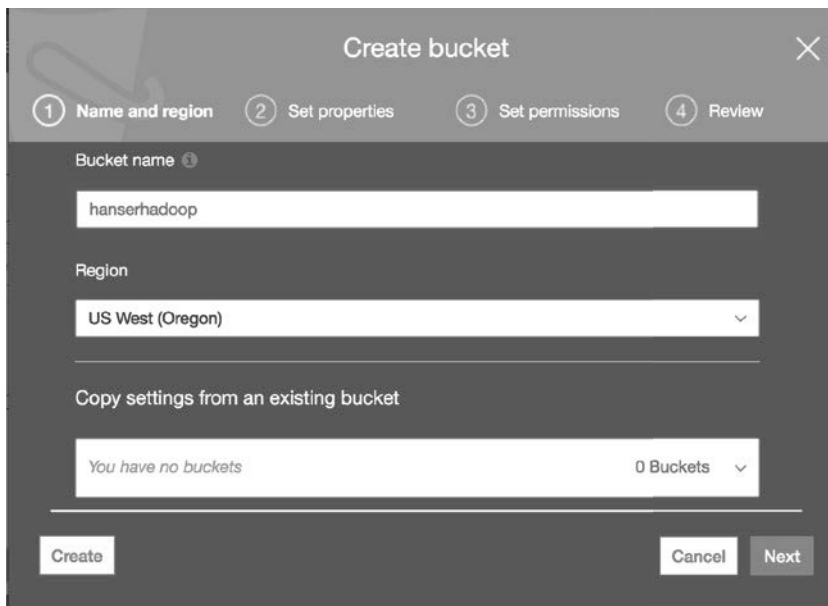 Create bucket
1 Name and region 2 Set properties 3 Set permissions 4 Review
Bucket name
hanserhadoop
Region
US West (Oregon)
Copy settings from an existing bucket
You have no buckets 0 Buckets
Create Cancel Next